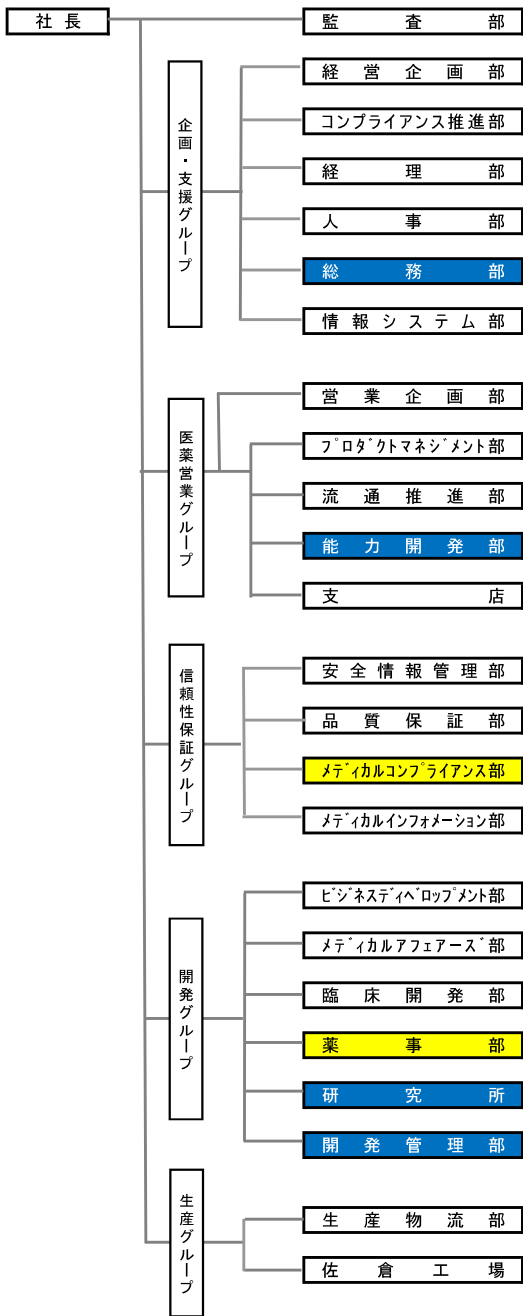 社長
監査部
企画・支援グループ
経営企画部
コンプライアンス推進部
経理部
人事部
総務部
情報システム部
医薬営業グループ
営業企画部
プロダクトマネジメント部
流通推進部
能力開発部
支店
信頼性保証グループ
安全情報管理部
品質保証部
メディカルコンプライアンス部
メディカルインフォメーション部
開発グループ
ビジネスディベロップメント部
メディカルアフェアーズ部
臨床開発部
薬事部
研究所
開発管理部
生産グループ
生産物流部
佐倉工場